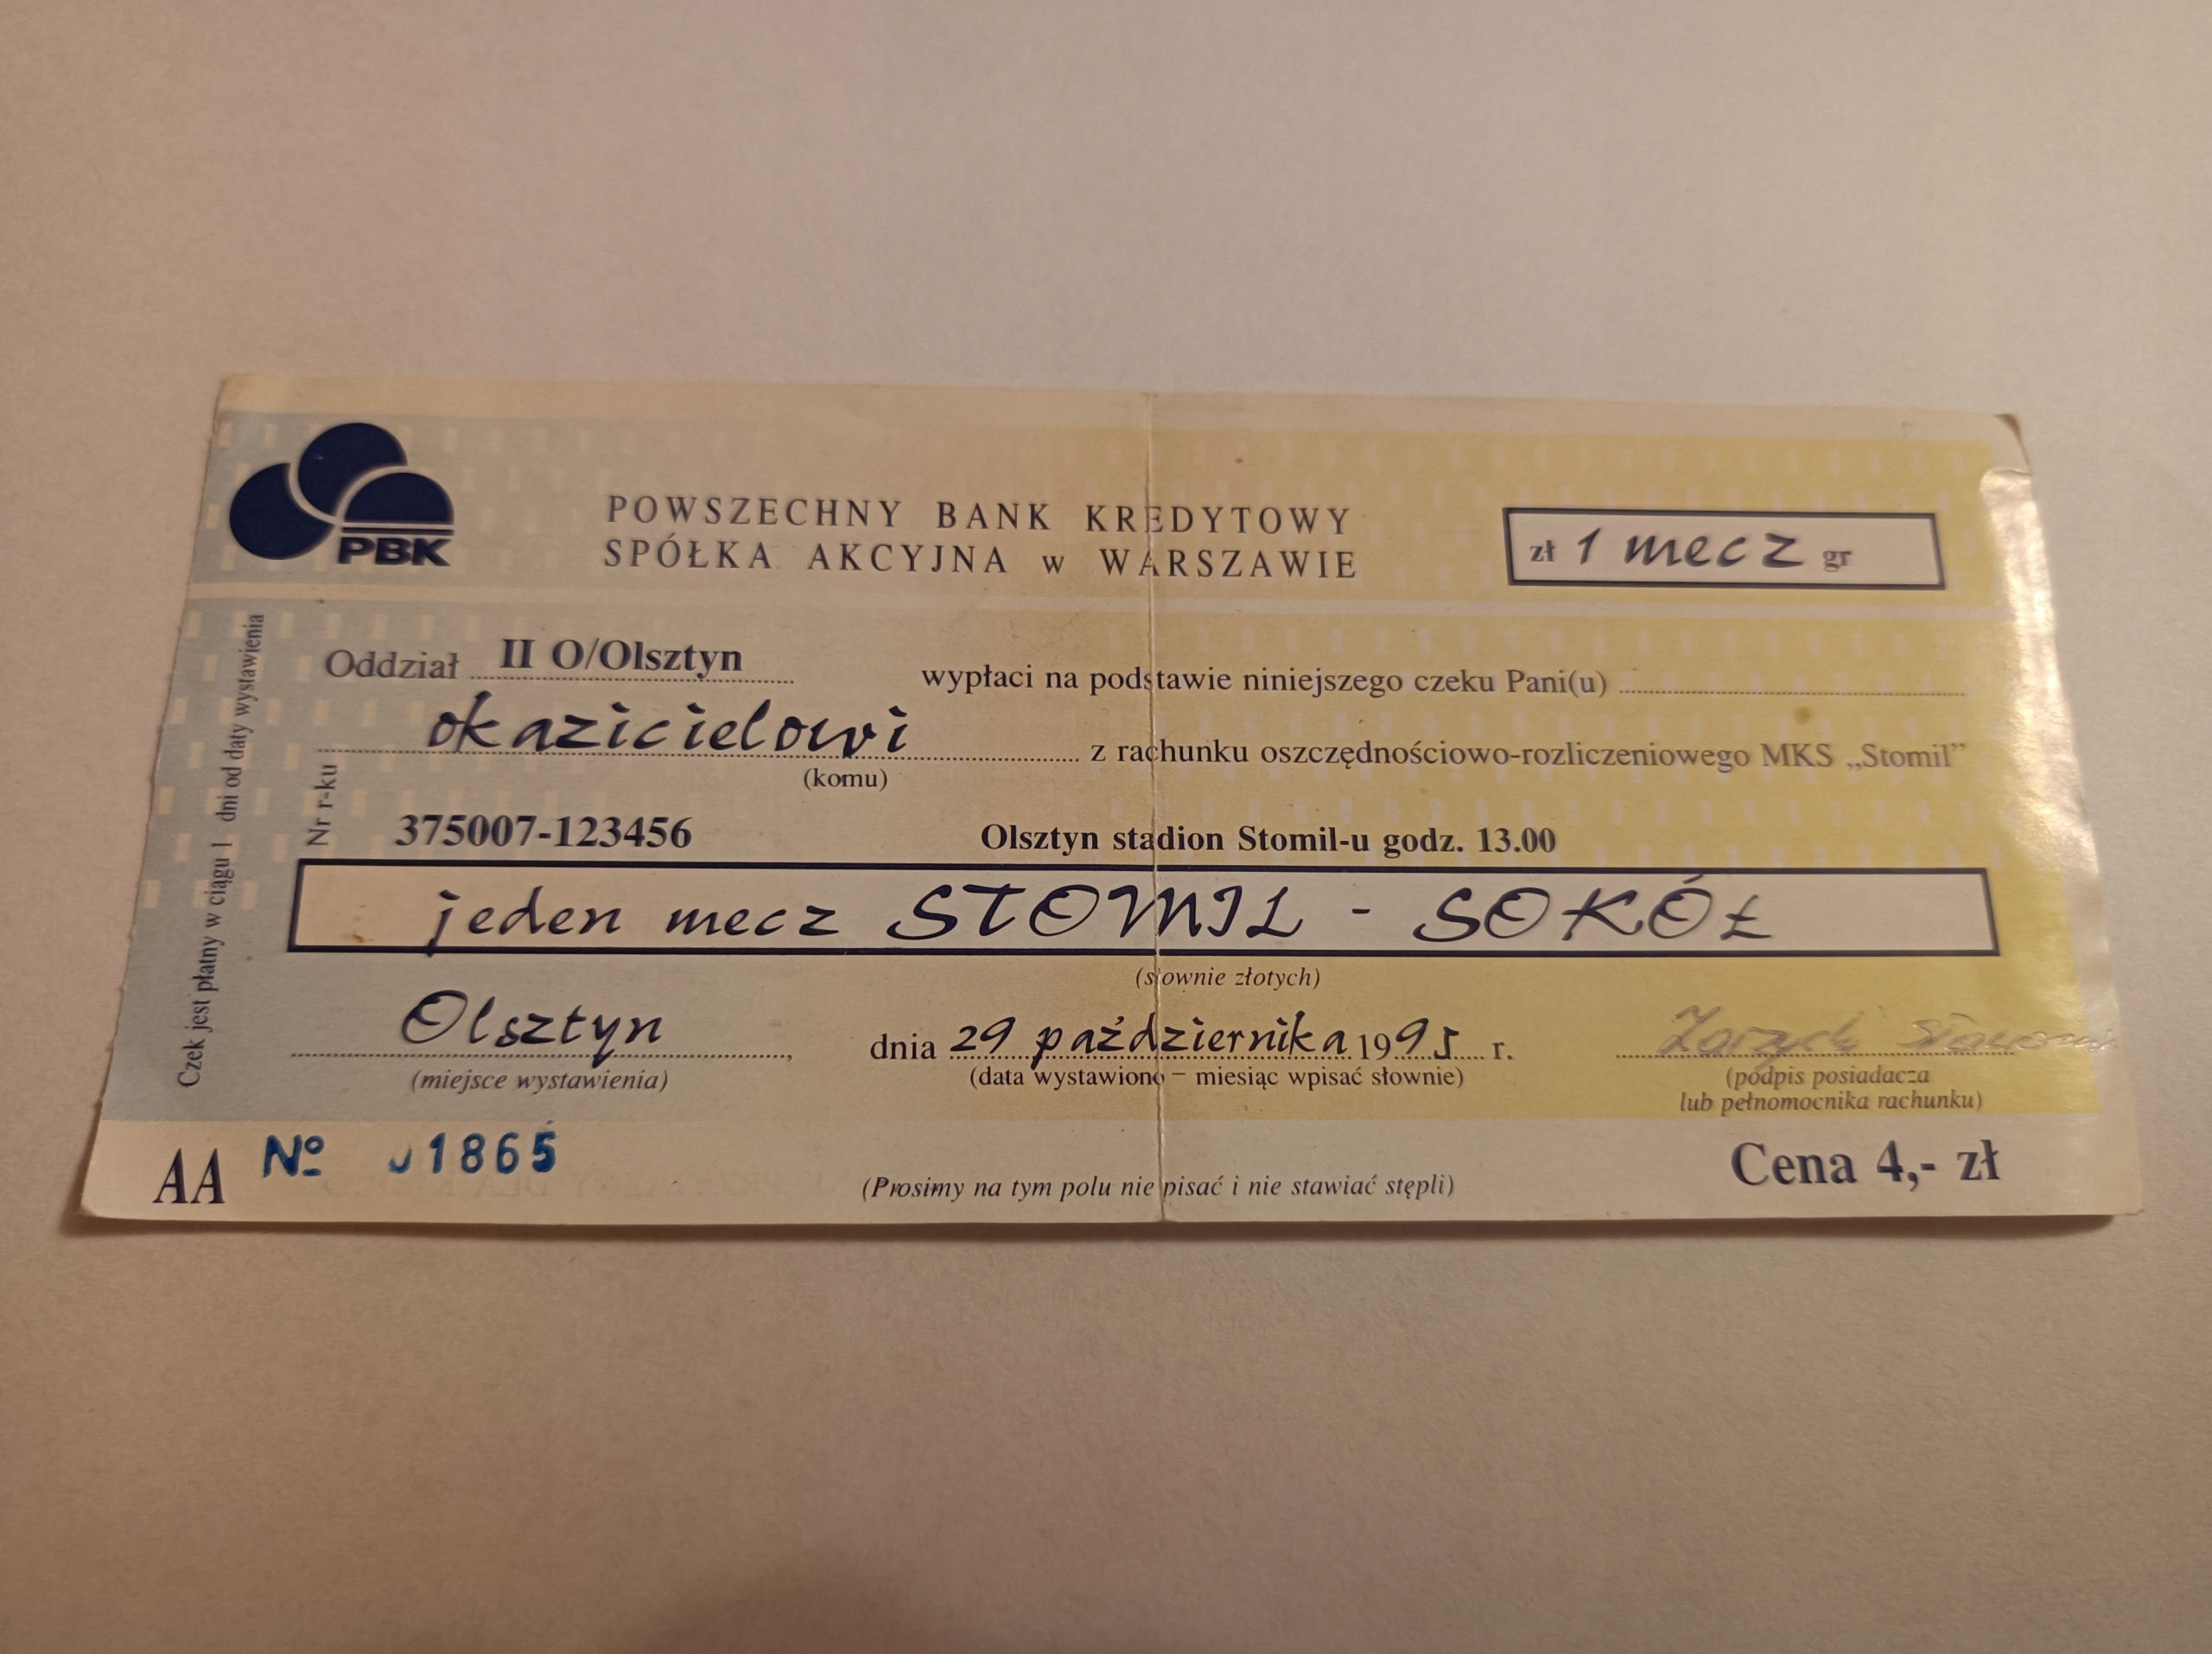 PBK
POWSZECHNY BANK KREDYTOWY
SPÓŁKA AKCYJNA w WARSZAWIE
zł 1 mecz gr
Oddział II O/Olsztyn wypłaci na podstawie niniejszego czeku Pani(u)
okazicielowi z rachunku oszczędnościowo-rozliczeniowego MKS „Stomil”
(komu)
Nr r-ku 375007-123456 Olsztyn stadion Stomil-u godz. 13.00
jeden mecz STOMIL - SOKÓŁ
(słownie złotych)
Olsztyn, dnia 29 października 1995 r.
(miejsce wystawienia) (data wystawiono – miesiąc wpisać słownie) (podpis posiadacza
lub pełnomocnika rachunku)
AA Nº 01865 (Prosimy na tym polu nie pisać i nie stawiać stępli) Cena 4,- zł
Czek jest płatny w ciągu 1 dni od daty wystawienia